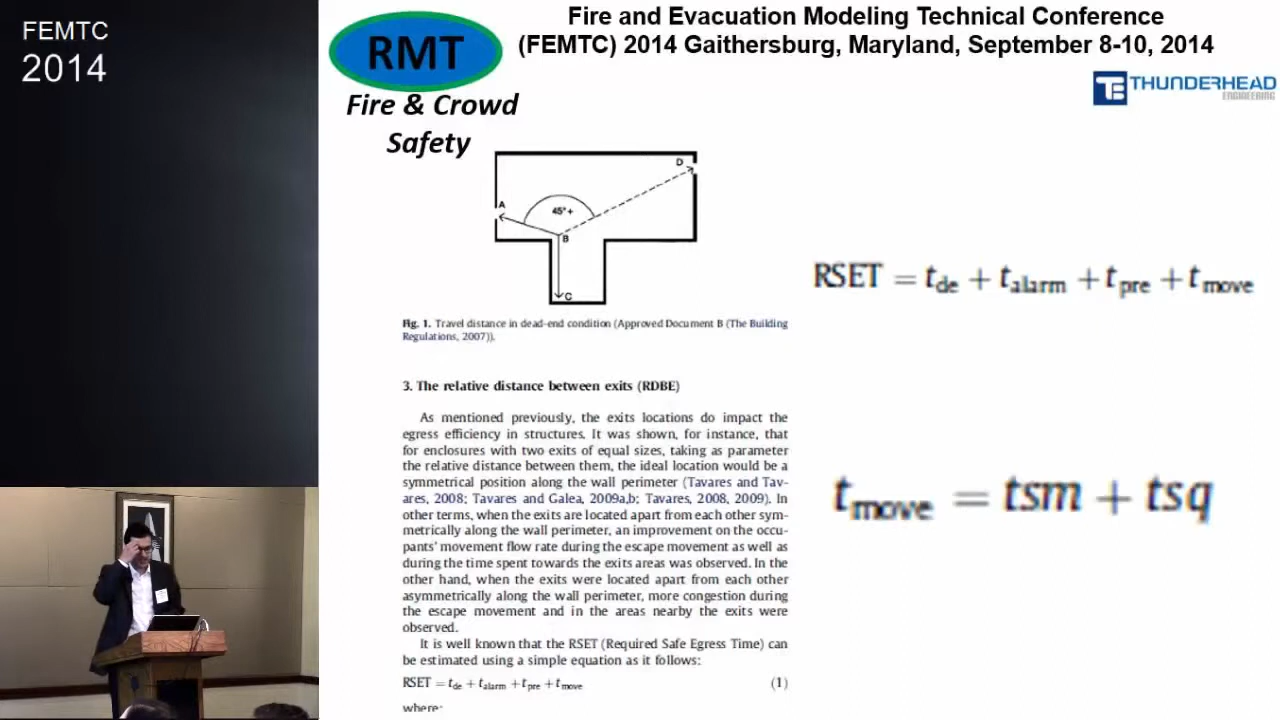 FEMTC
2014
RMT
Fire & Crowd
Safety
Fire and Evacuation Modeling Technical Conference
(FEMTC) 2014 Gaithersburg, Maryland, September 8-10, 2014
THUNDERHEAD
ENGINEERING
D
A
45°+
B
C
Fig. 1. Travel distance in dead-end condition (Approved Document B (The Building
Regulations, 2007)).
3. The relative distance between exits (RDBE)
As mentioned previously, the exits locations do impact the
egress efficiency in structures. It was shown, for instance, that
for enclosures with two exits of equal sizes, taking as parameter
the relative distance between them, the ideal location would be a
symmetrical position along the wall perimeter (Tavares and Tav-
ares, 2008; Tavares and Galea, 2009a,b; Tavares, 2008, 2009). In
other terms, when the exits are located apart from each other sym-
metrically along the wall perimeter, an improvement on the occu-
pants' movement flow rate during the escape movement as well as
during the time spent towards the exits areas was observed. In the
other hand, when the exits were located apart from each other
asymmetrically along the wall perimeter, more congestion during
the escape movement and in the areas nearby the exits were
observed.
It is well known that the RSET (Required Safe Egress Time) can
be estimated using a simple equation as it follows:
RSET = t_de + t_alarm + t_pre + t_move (1)
where:
RSET = t_de + t_alarm + t_pre + t_move
t_move = tsm + tsq